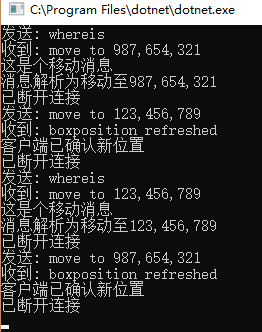 C:\Program Files\dotnet\dotnet.exe
发送: whereis
收到: move to 987,654,321
这是个移动消息
消息解析为移动至987,654,321
已断开连接
发送: move to 123,456,789
收到: boxposition refreshed
客户端已确认新位置
已断开连接
发送: whereis
收到: move to 123,456,789
这是个移动消息
消息解析为移动至123,456,789
已断开连接
发送: move to 987,654,321
收到: boxposition refreshed
客户端已确认新位置
已断开连接